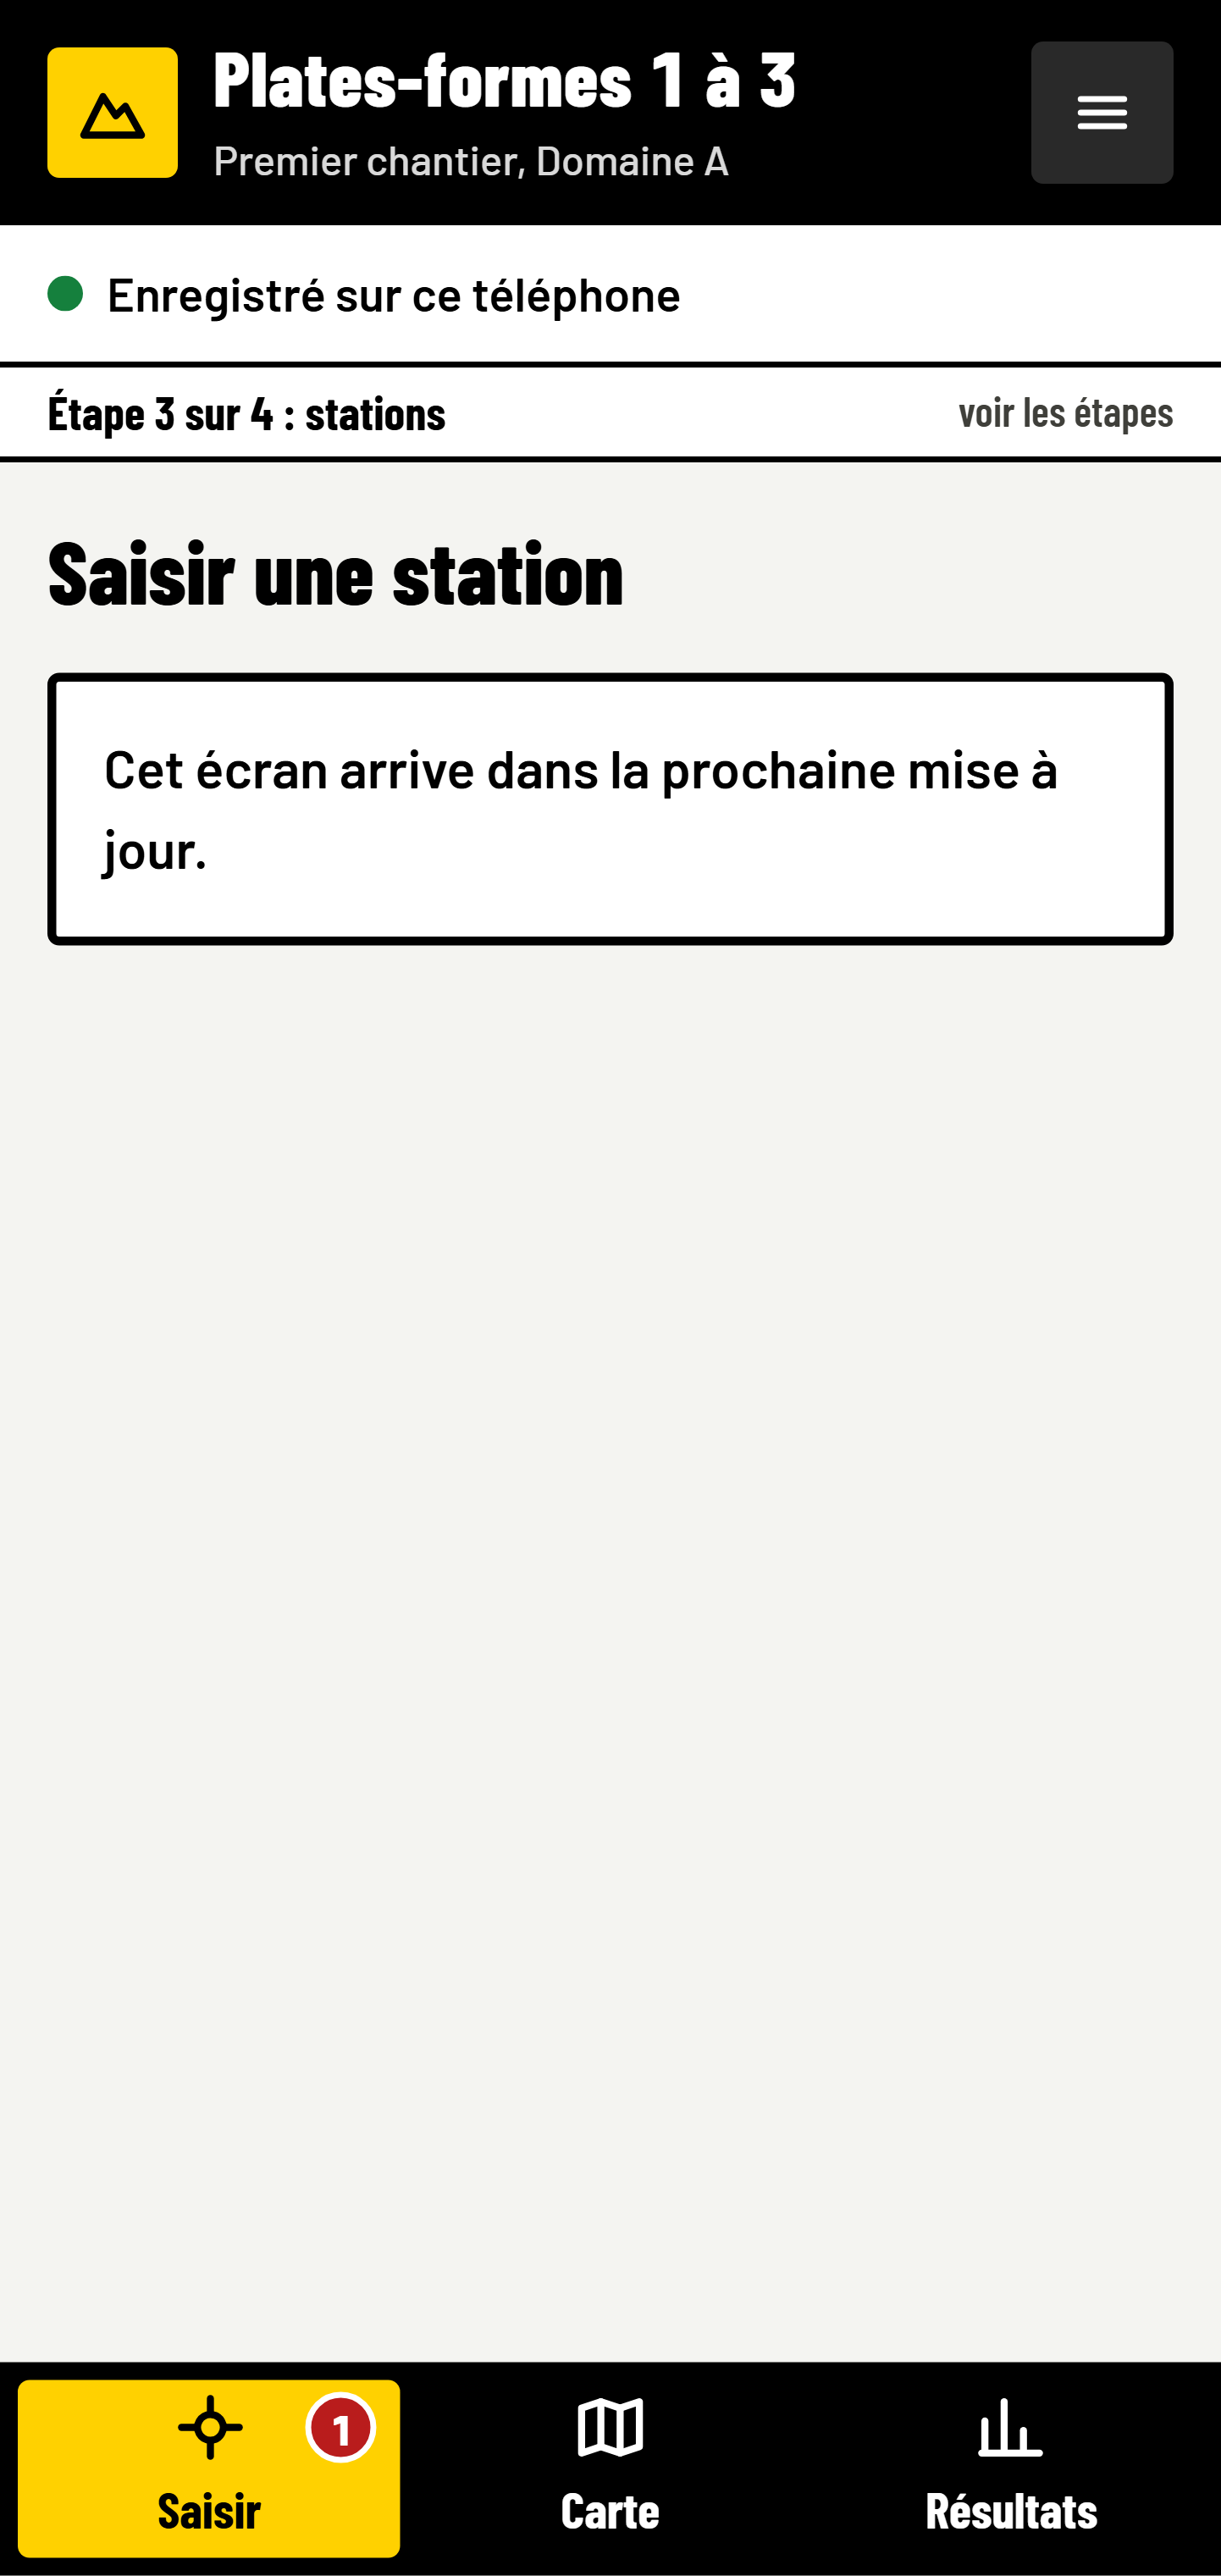 Plates-formes 1 à 3
Premier chantier, Domaine A
Enregistré sur ce téléphone
Étape 3 sur 4 : stations
voir les étapes
Saisir une station
Cet écran arrive dans la prochaine mise à
jour.
1
Saisir
Carte
Résultats